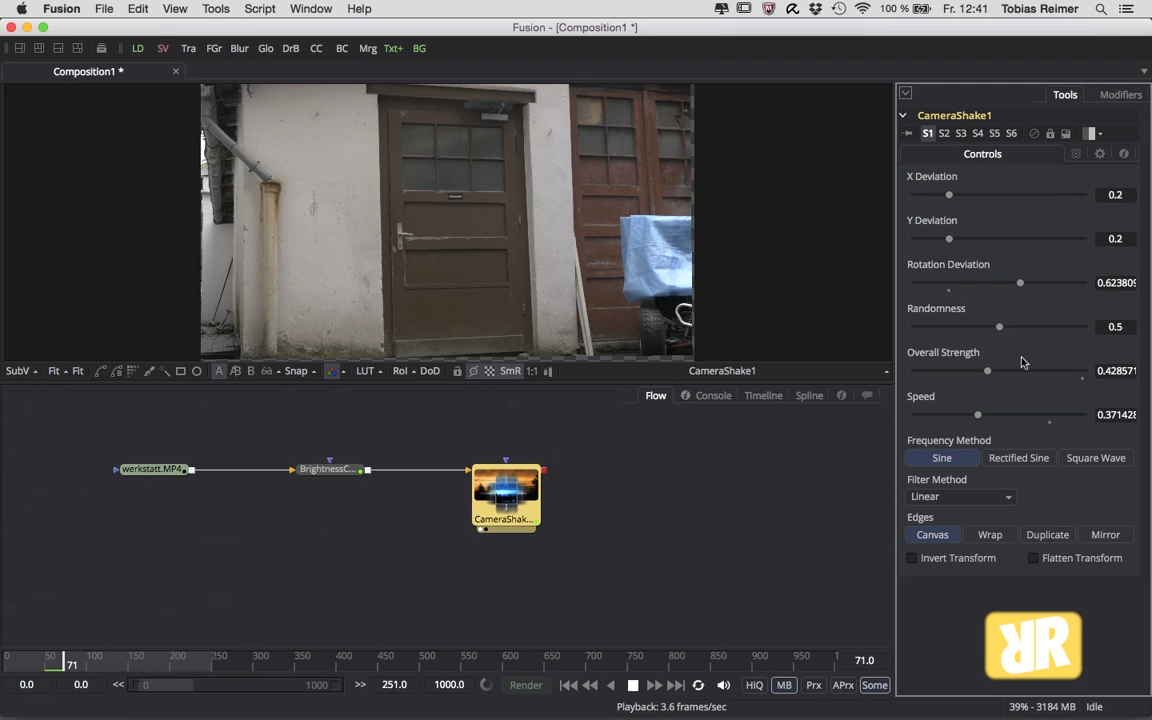 Fusion File Edit View Tools Script Window Help 100 % Fr. 12:41 Tobias Reimer
Fusion - [Composition1 *]
LD SV Tra FGr Blur Glo DrB CC BC Mrg Txt+ BG
Composition1 *
Tools Modifiers
CameraShake1
S1 S2 S3 S4 S5 S6
Controls
X Deviation
0.2
Y Deviation
0.2
Rotation Deviation
0.623809
Randomness
0.5
Overall Strength
0.428571
Speed
0.371428
Frequency Method
Sine Rectified Sine Square Wave
Filter Method
Linear
Edges
Canvas Wrap Duplicate Mirror
Invert Transform Flatten Transform
SubV Fit Fit A B Snap LUT RoI DoD SmR 1:1 CameraShake1
Flow Console Timeline Spline
werkstatt.MP4 BrightnessC...
CameraShak...
0 50 100 150 200 250 300 350 400 450 500 550 600 650 700 750 800 850 900 950 1
71 71.0
0.0 0.0 << 0 1000 >> 251.0 1000.0 Render HiQ MB Prx APrx Some
Playback: 3.6 frames/sec 39% - 3184 MB Idle
RR